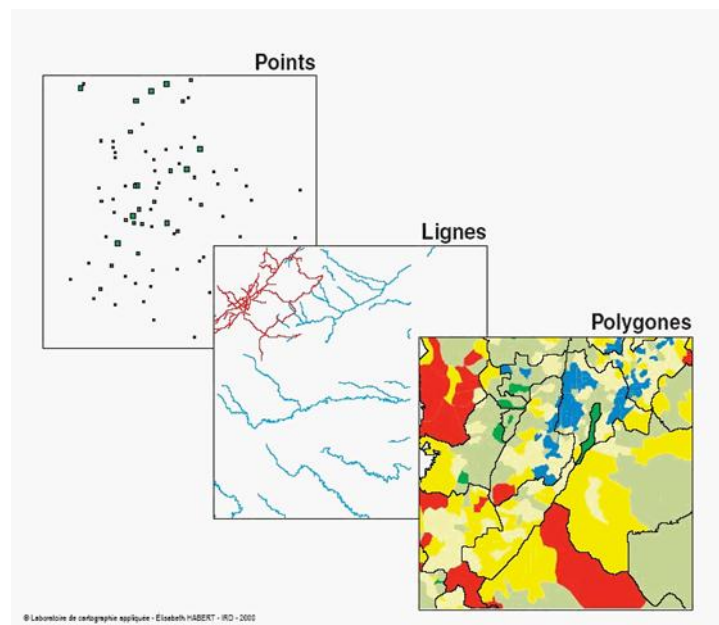 Points
Lignes
Polygones
© Laboratoire de cartographie appliquée - Elisabeth HABERT - IRD - 2000